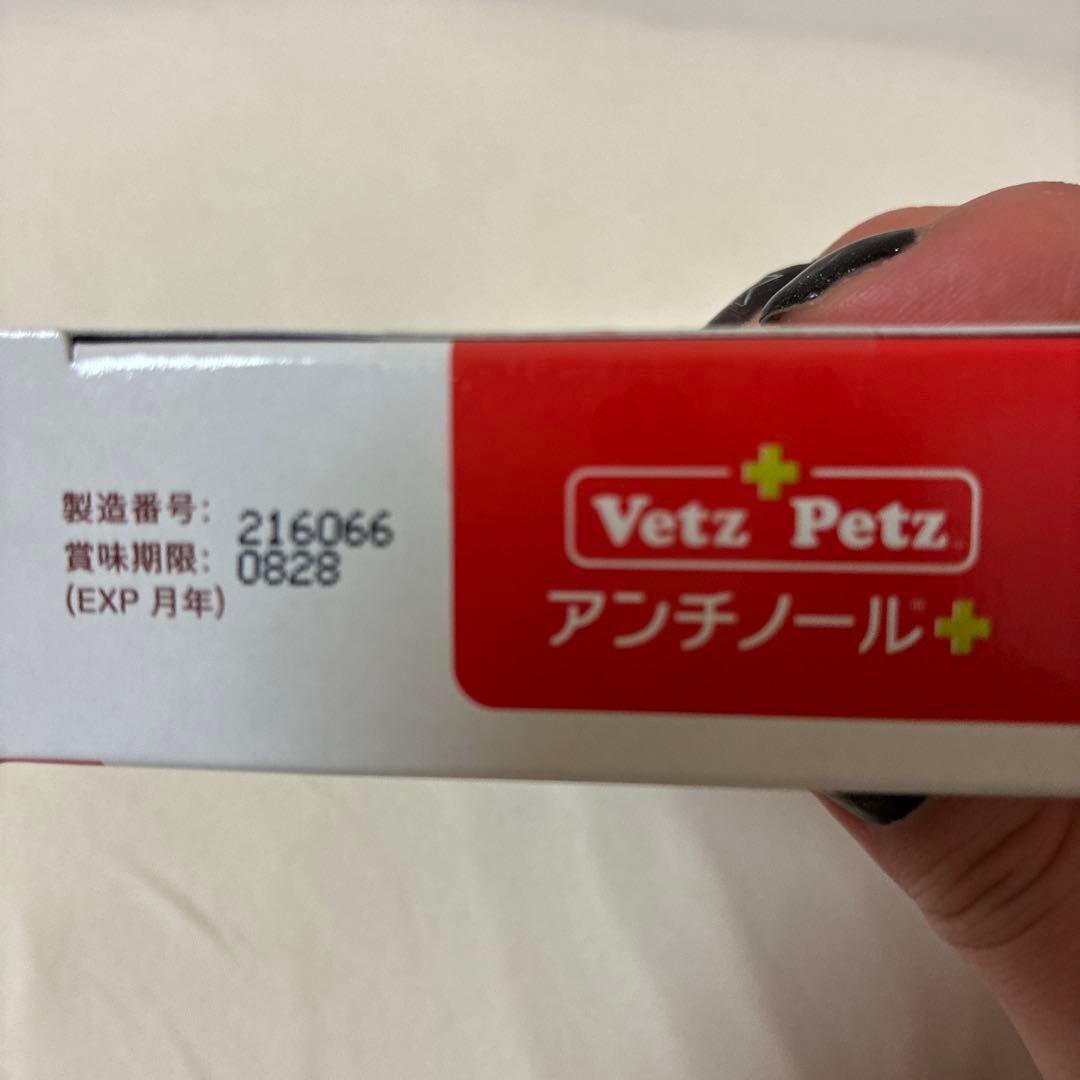 製造番号: 216066
賞味期限: 0828
(EXP 月年)
Vetz Petz
アンチノール